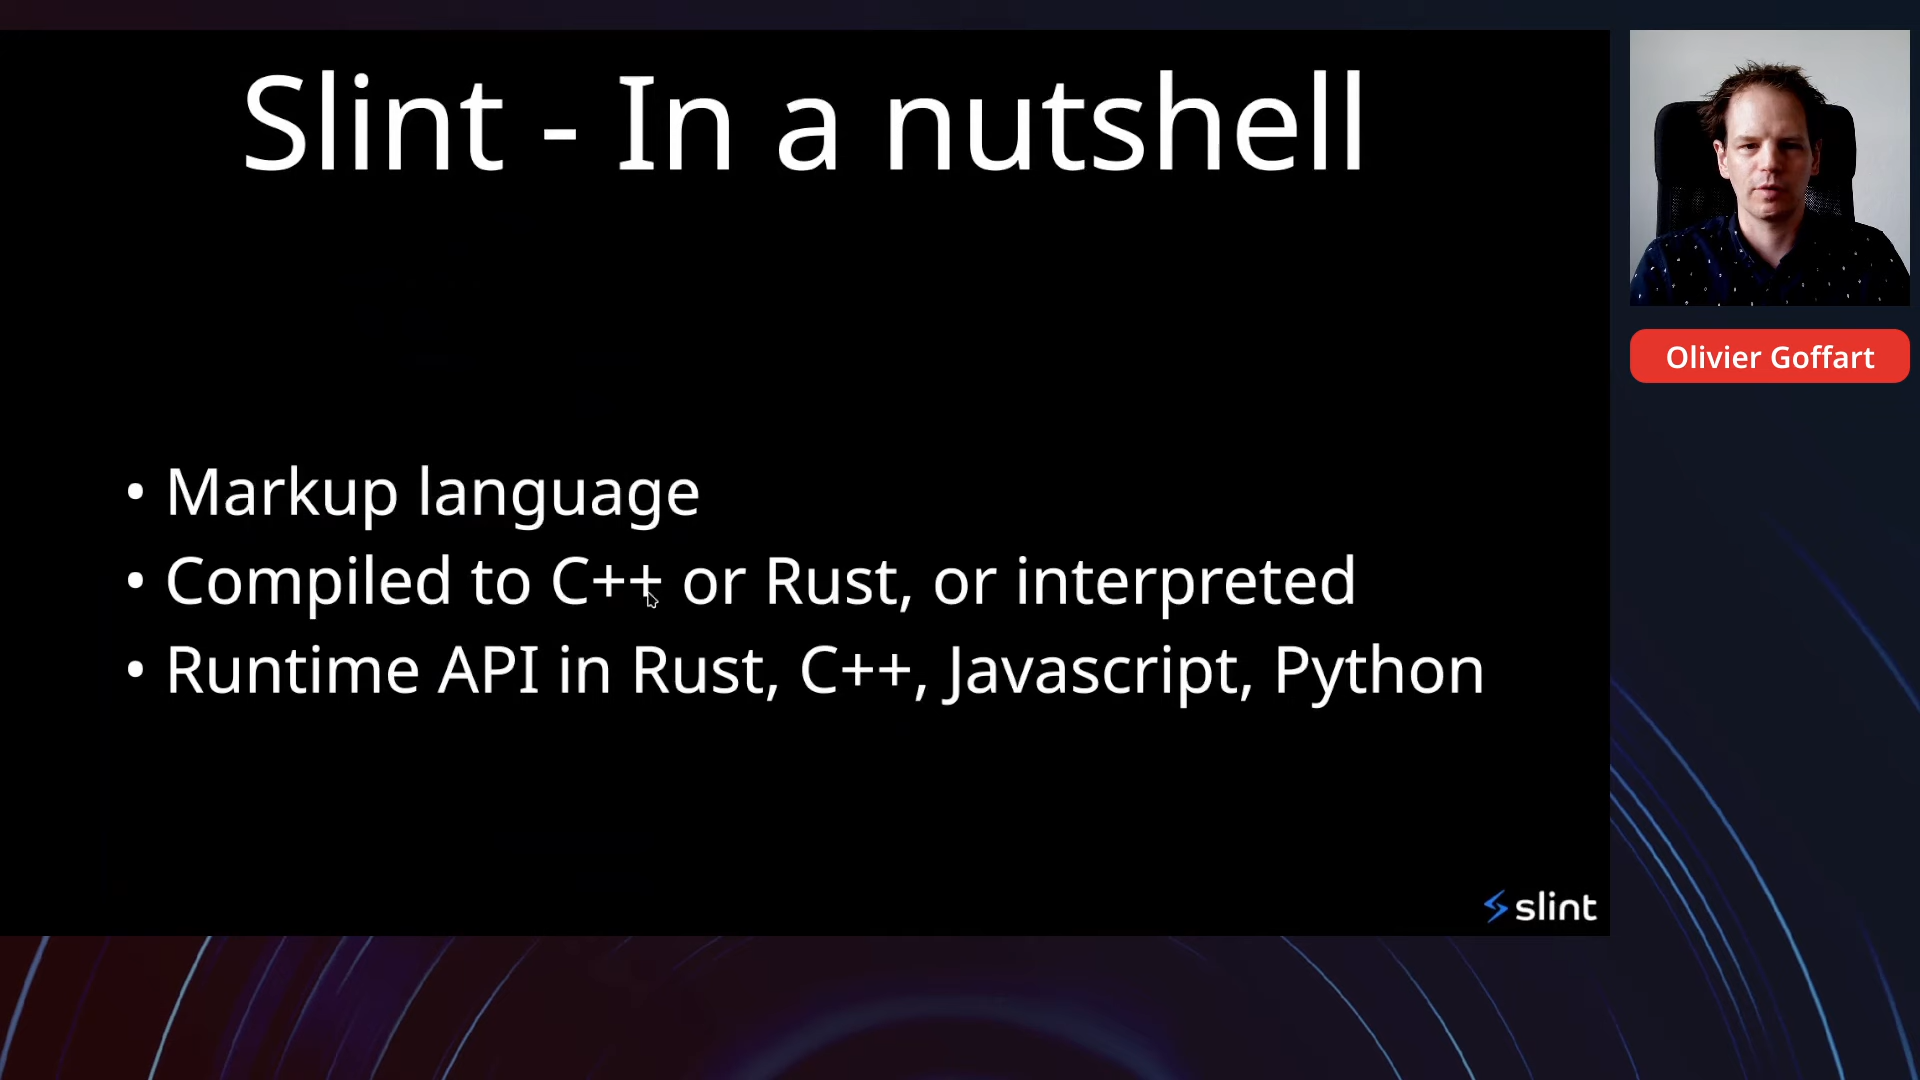 Slint - In a nutshell
• Markup language
• Compiled to C++ or Rust, or interpreted
• Runtime API in Rust, C++, Javascript, Python
slint
Olivier Goffart